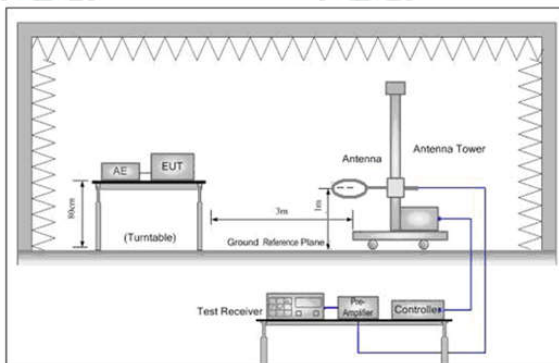 Antenna Tower
Antenna
AE
EUT
80cm
(Turntable)
3m
1m
Ground Reference Plane
Test Receiver
Pre-
Amplifier
Controller